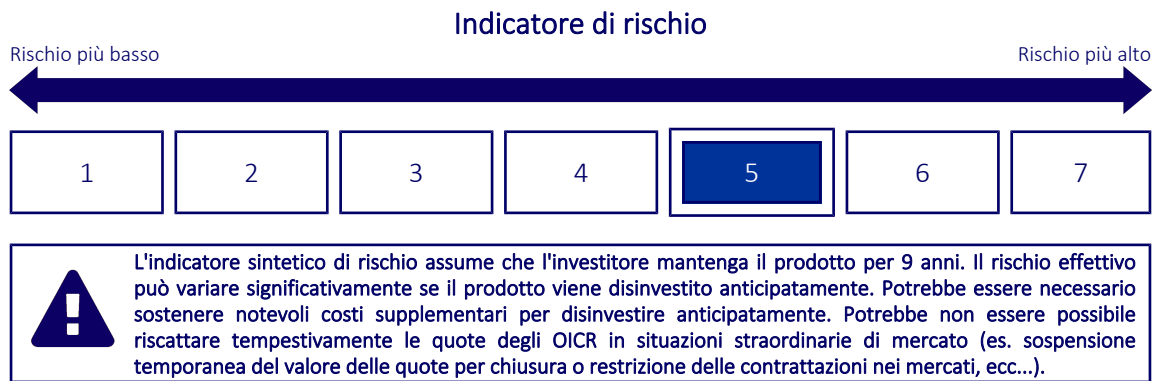 Indicatore di rischio
Rischio più basso
Rischio più alto
1
2
3
4
5
6
7
L'indicatore sintetico di rischio assume che l'investitore mantenga il prodotto per 9 anni. Il rischio effettivo
può variare significativamente se il prodotto viene disinvestito anticipatamente. Potrebbe essere necessario
sostenere notevoli costi supplementari per disinvestire anticipatamente. Potrebbe non essere possibile
riscattare tempestivamente le quote degli OICR in situazioni straordinarie di mercato (es. sospensione
temporanea del valore delle quote per chiusura o restrizione delle contrattazioni nei mercati, ecc...).